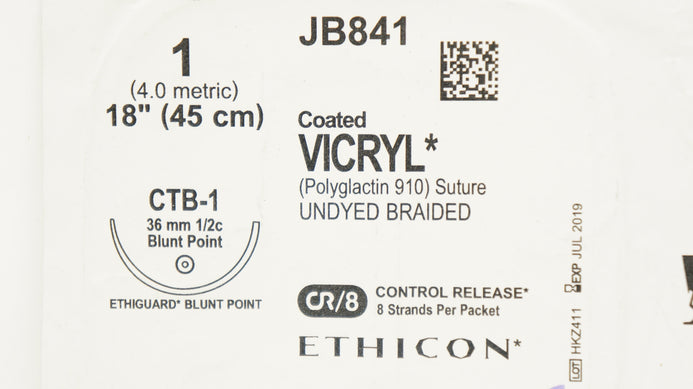 JB841
1
(4.0 metric)
18" (45 cm)
Coated
VICRYL*
(Polyglactin 910) Suture
UNDYED BRAIDED
CTB-1
36 mm 1/2c
Blunt Point
ETHIGUARD* BLUNT POINT
CR/8
CONTROL RELEASE*
8 Strands Per Packet
ETHICON*
EXP JUL 2019
LOT HKZ411